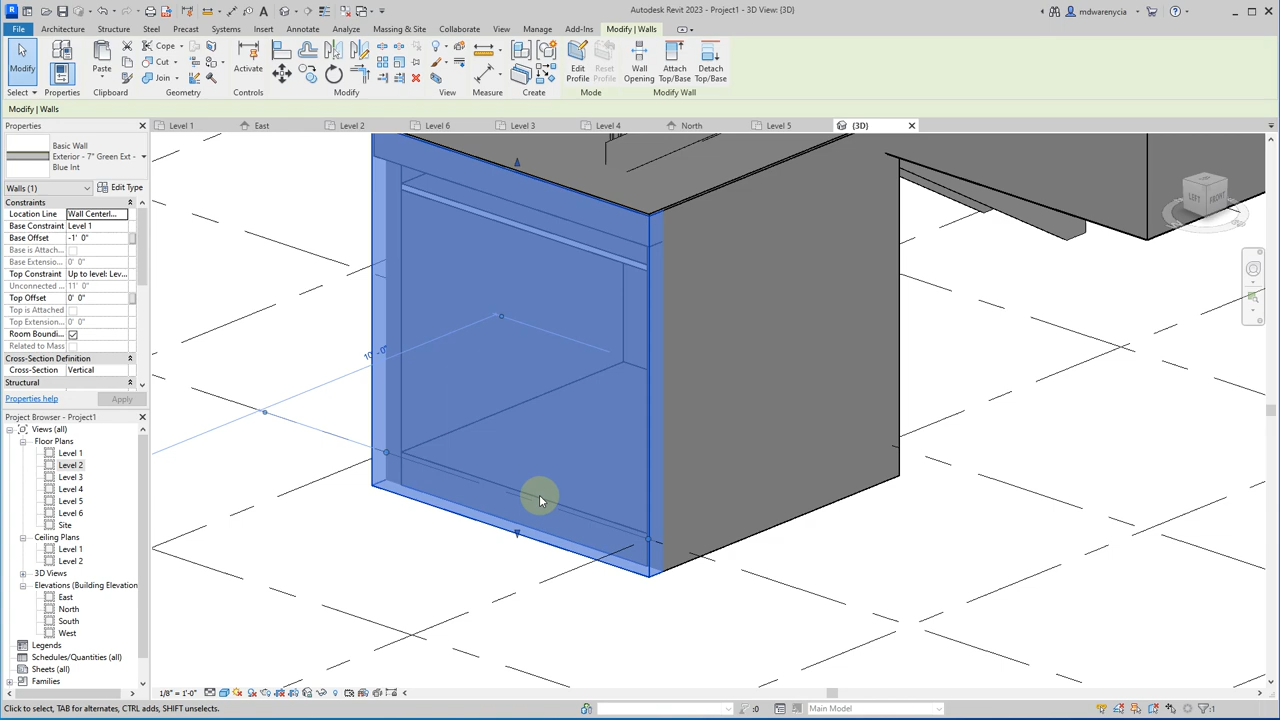 Autodesk Revit 2023 - Project1 - 3D View: {3D}
mdwarenycia
File Architecture Structure Steel Precast Systems Insert Annotate Analyze Massing & Site Collaborate View Manage Add-Ins Modify | Walls
Modify Properties Paste Cope Cut Join Activate Edit Profile Reset Profile Wall Opening Attach Top/Base Detach Top/Base
Select Properties Clipboard Geometry Controls Modify View Measure Create Mode Modify Wall
Modify | Walls
Properties
Level 1 East Level 2 Level 6 Level 3 Level 4 North Level 5 {3D}
Basic Wall
Exterior - 7" Green Ext -
Blue Int
Walls (1) Edit Type
Constraints
Location Line Wall Centerl...
Base Constraint Level 1
Base Offset -1' 0"
Base is Attach...
Base Extensio...
Top Constraint Up to level: Lev...
Unconnected ... 11' 0"
Top Offset 0' 0"
Top is Attached
Top Extension... 0' 0"
Room Boundi...
Related to Mass
Cross-Section Definition
Cross-Section Vertical
Structural
Properties help Apply
Project Browser - Project1
Views (all)
Floor Plans
Level 1
Level 2
Level 3
Level 4
Level 5
Level 6
Site
Ceiling Plans
Level 1
Level 2
3D Views
Elevations (Building Elevation
East
North
South
West
Legends
Schedules/Quantities (all)
Sheets (all)
Families
10' - 0"
LEFT FRONT
1/8" = 1'-0"
Click to select, TAB for alternates, CTRL adds, SHIFT unselects.
:0 Main Model :1